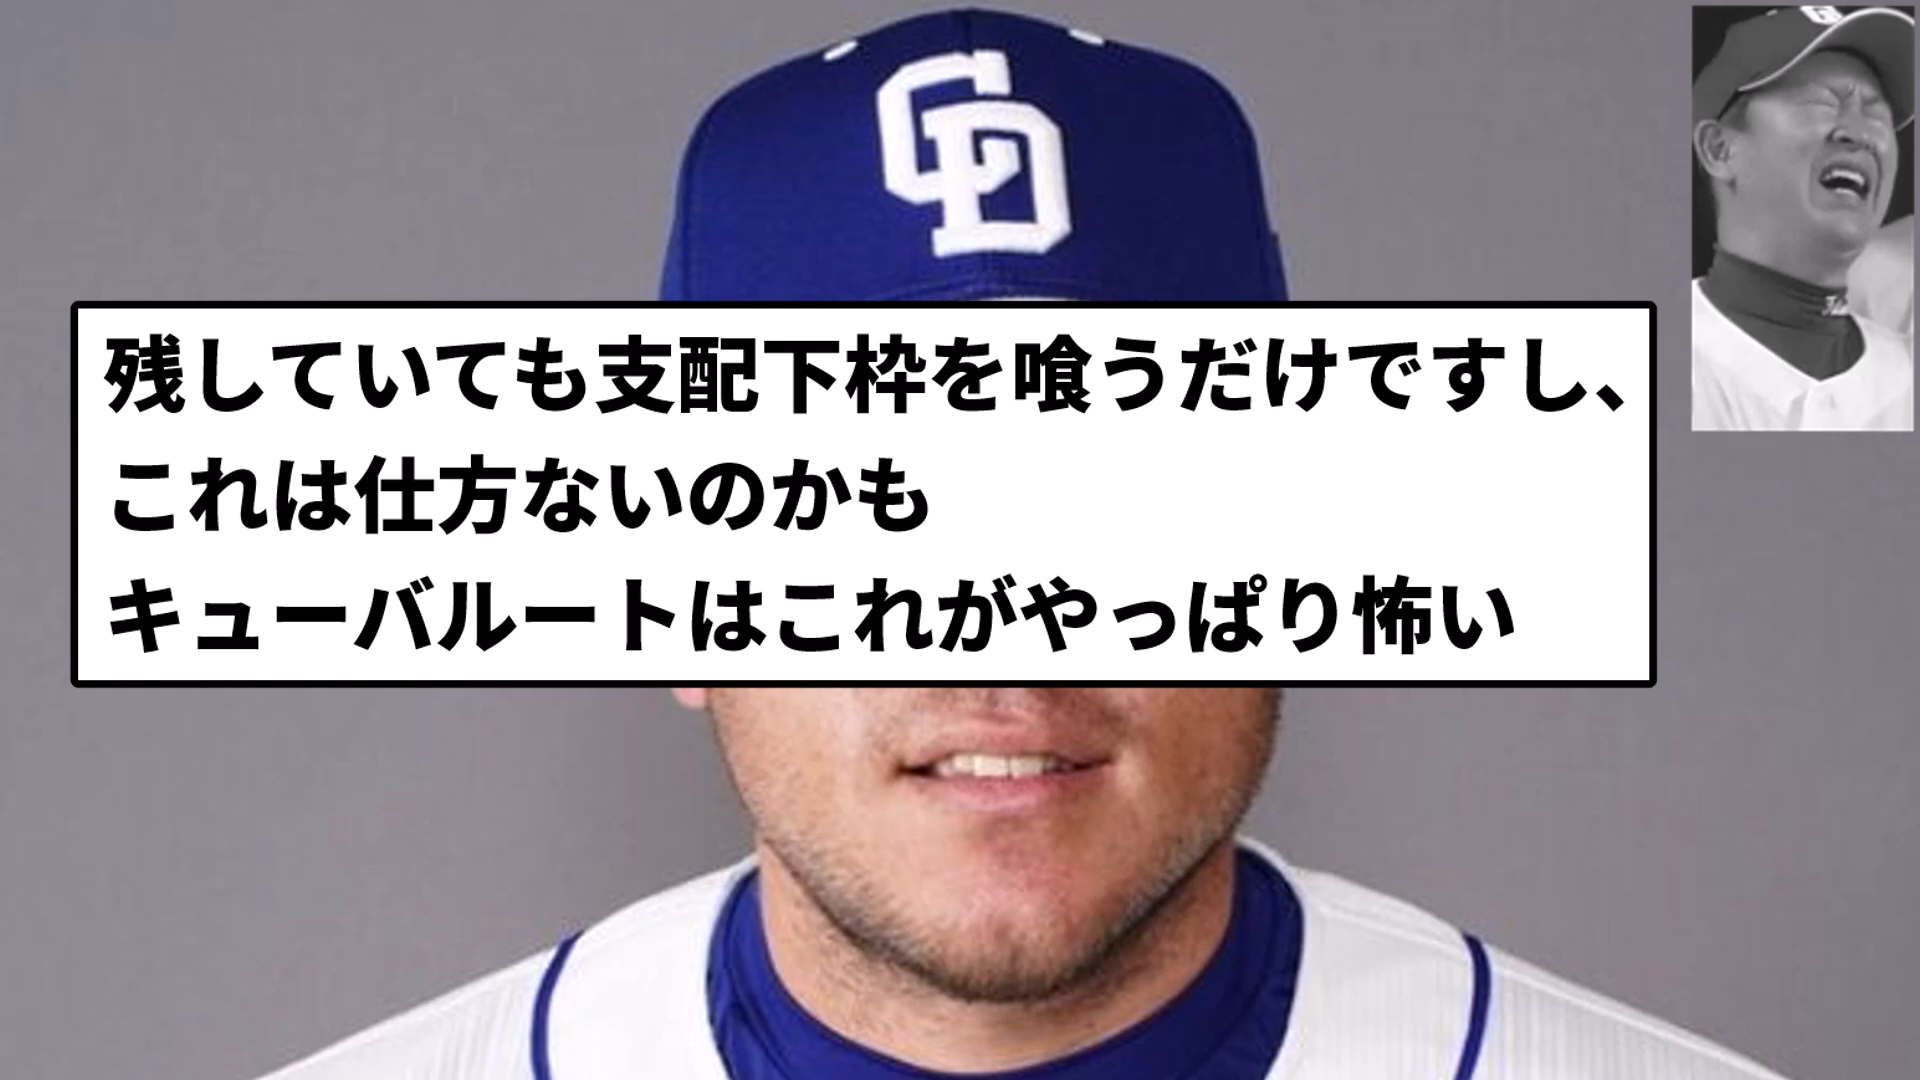 CD
残していても支配下枠を喰うだけですし、
これは仕方ないのかも
キューバルートはこれがやっぱり怖い